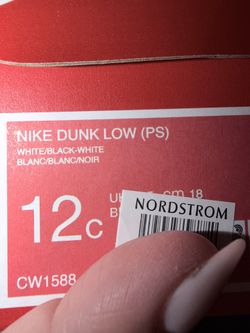 NIKE DUNK LOW (PS)
WHITE/BLACK-WHITE
BLANC/BLANC/NOIR
12C
cm 18
NORDSTROM
CW1588